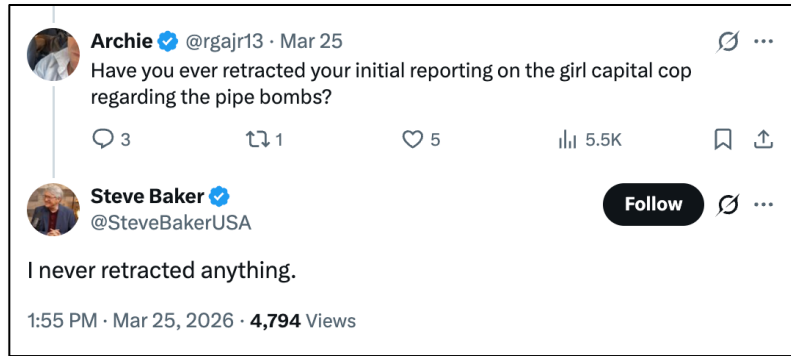 Archie @rgajr13 · Mar 25
Have you ever retracted your initial reporting on the girl capital cop
regarding the pipe bombs?
3 1 5 5.5K
Steve Baker
@SteveBakerUSA
Follow
I never retracted anything.
1:55 PM · Mar 25, 2026 · 4,794 Views